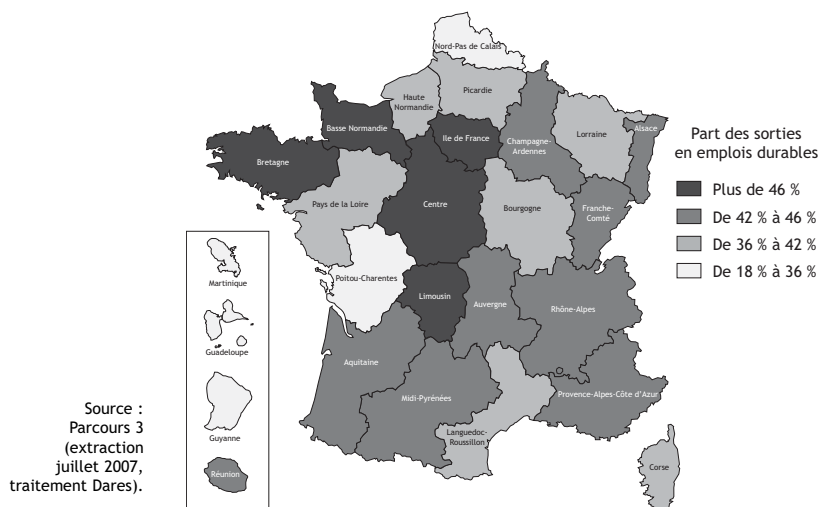 Nord-Pas de Calais
Picardie
Haute
Normandie
Basse Normandie
Ile de France
Champagne-
Ardennes
Lorraine
Alsace
Bretagne
Pays de la Loire
Centre
Bourgogne
Franche-
Comté
Poitou-Charentes
Limousin
Auvergne
Rhône-Alpes
Aquitaine
Midi-Pyrénées
Languedoc-
Roussillon
Provence-Alpes-Côte d'Azur
Corse
Martinique
Guadeloupe
Guyanne
Réunion
Part des sorties
en emplois durables
Plus de 46 %
De 42 % à 46 %
De 36 % à 42 %
De 18 % à 36 %
Source :
Parcours 3
(extraction
juillet 2007,
traitement Dares).